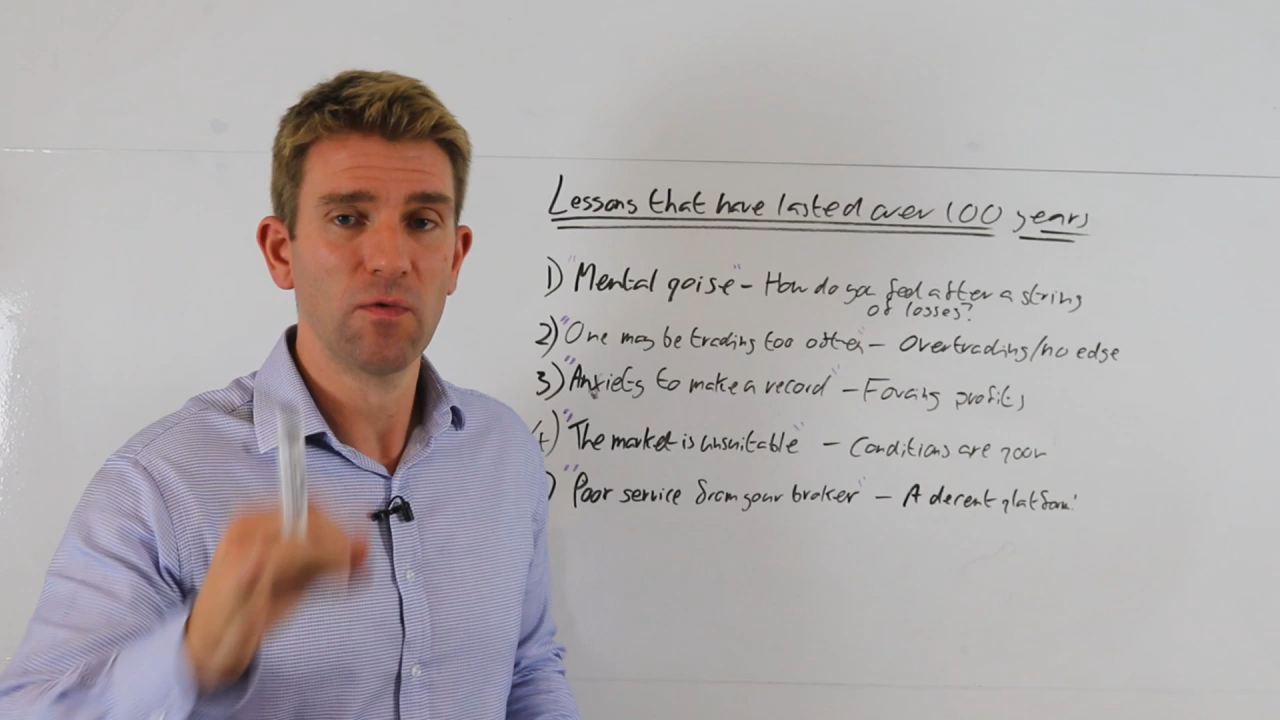 Lessons that have lasted over 100 years
1) "Mental poise" - How do you feel after a string
of losses?
2) "One may be trading too often" - Overtrading/no edge
3) "Anxiety to make a record" - Forcing profits
4) "The market is unsuitable" - Conditions are poor
) "Poor service from your broker" - A decent platform!